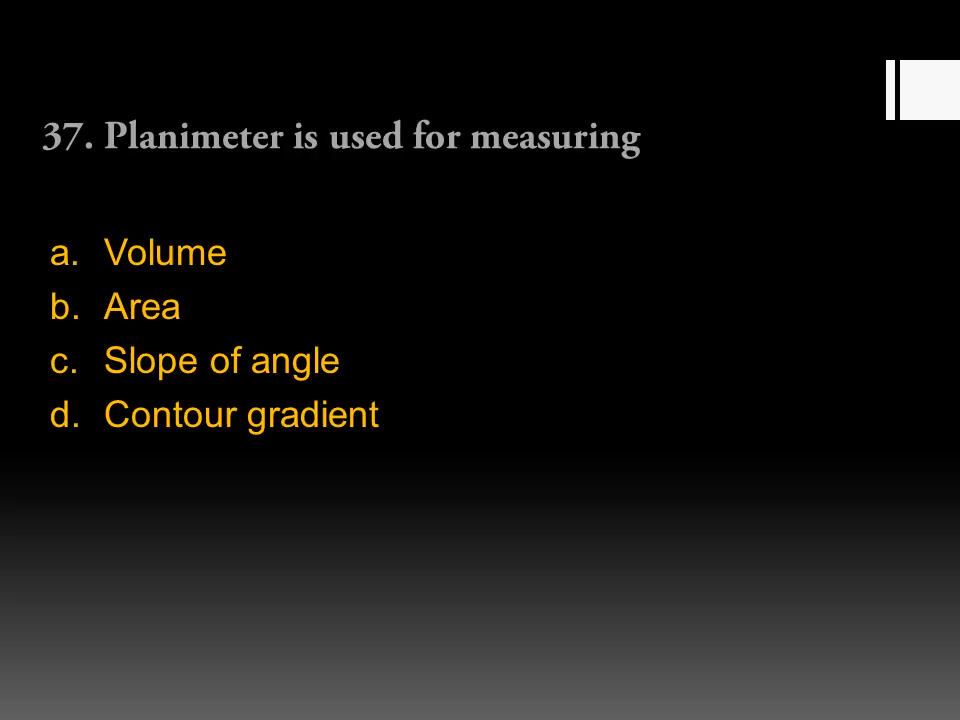 37. Planimeter is used for measuring
a. Volume
b. Area
c. Slope of angle
d. Contour gradient